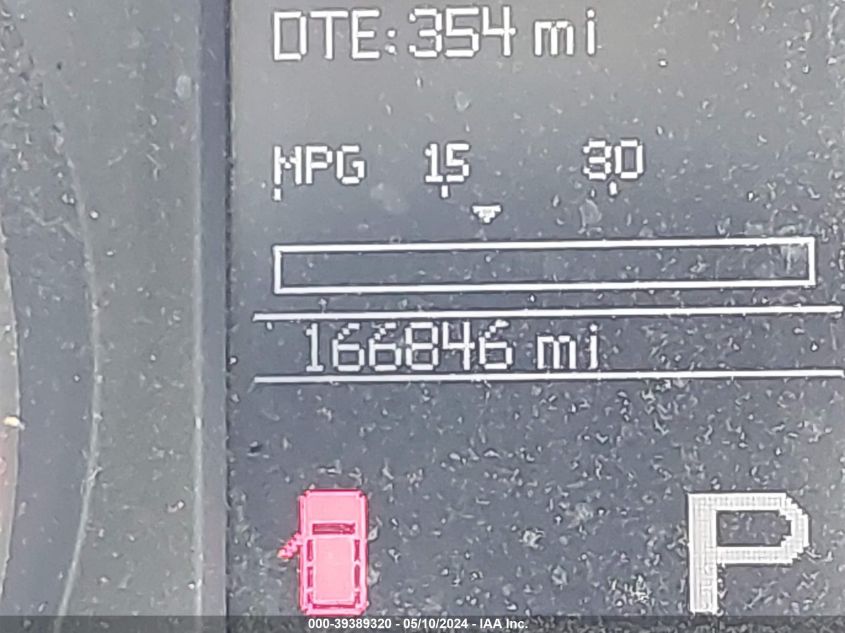 DTE: 354 mi
MPG 15 30
166846 mi
P
000-39389320 - 05/10/2024 - IAA Inc.